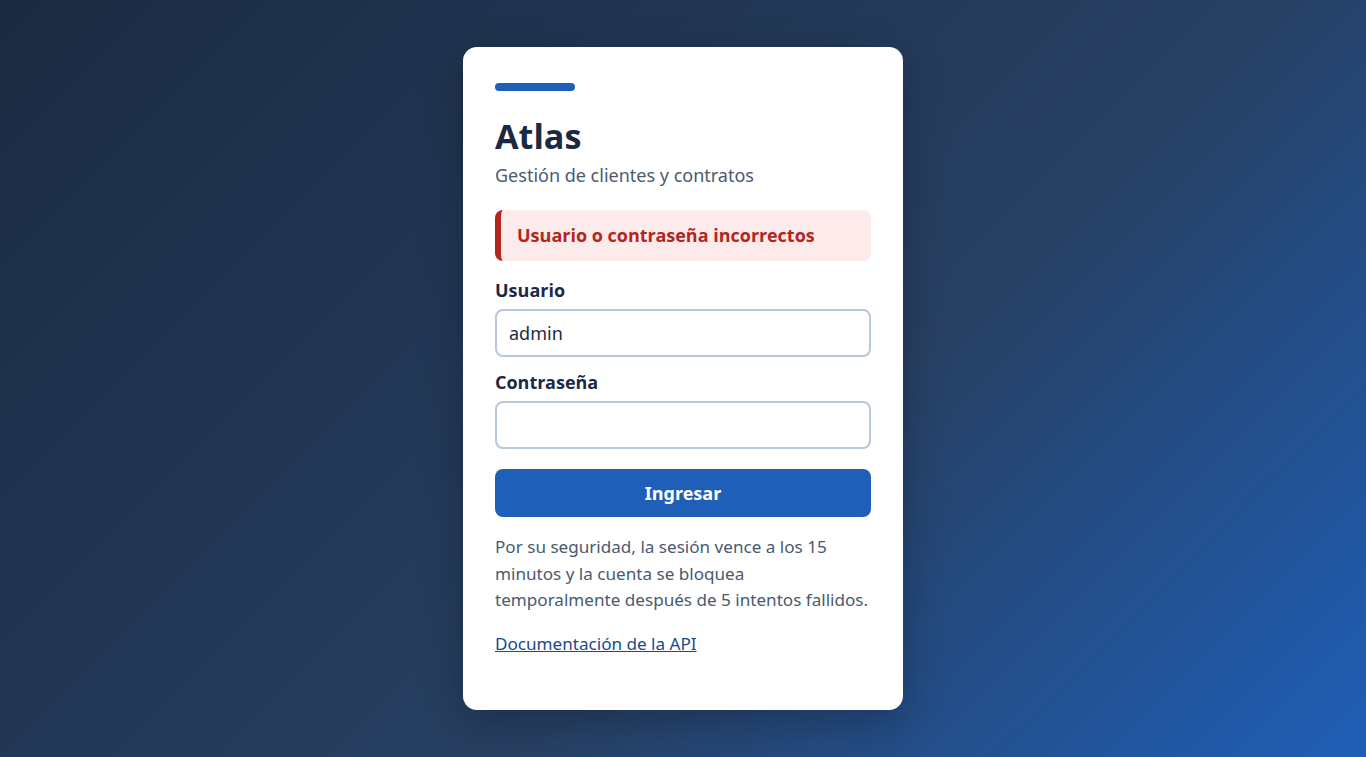 Atlas
Gestión de clientes y contratos
Usuario o contraseña incorrectos
Usuario
admin
Contraseña
Ingresar
Por su seguridad, la sesión vence a los 15
minutos y la cuenta se bloquea
temporalmente después de 5 intentos fallidos.
Documentación de la API